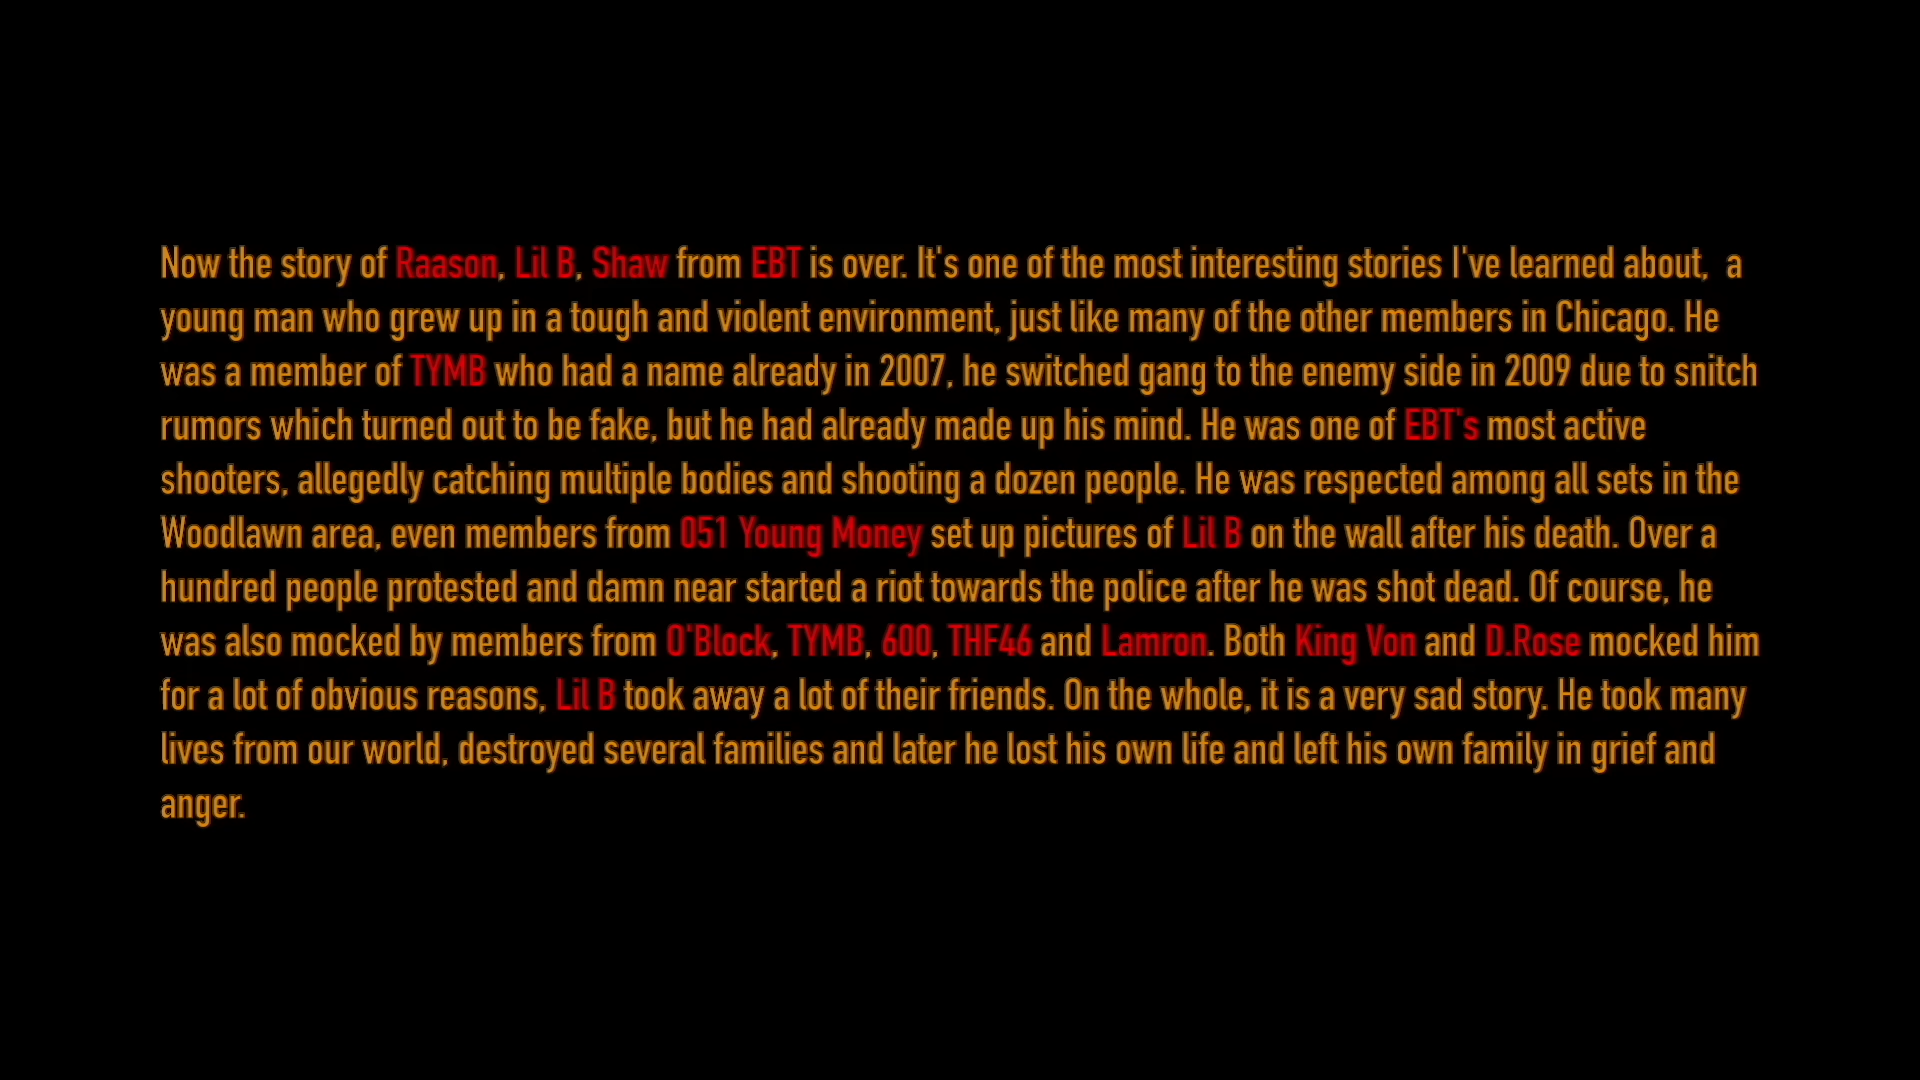 Now the story of Raason, Lil B, Shaw from EBT is over. It's one of the most interesting stories I've learned about,  a
young man who grew up in a tough and violent environment, just like many of the other members in Chicago. He
was a member of TYMB who had a name already in 2007, he switched gang to the enemy side in 2009 due to snitch
rumors which turned out to be fake, but he had already made up his mind. He was one of EBT's most active
shooters, allegedly catching multiple bodies and shooting a dozen people. He was respected among all sets in the
Woodlawn area, even members from 051 Young Money set up pictures of Lil B on the wall after his death. Over a
hundred people protested and damn near started a riot towards the police after he was shot dead. Of course, he
was also mocked by members from O'Block, TYMB, 600, THF46 and Lamron. Both King Von and D.Rose mocked him
for a lot of obvious reasons, Lil B took away a lot of their friends. On the whole, it is a very sad story. He took many
lives from our world, destroyed several families and later he lost his own life and left his own family in grief and
anger.